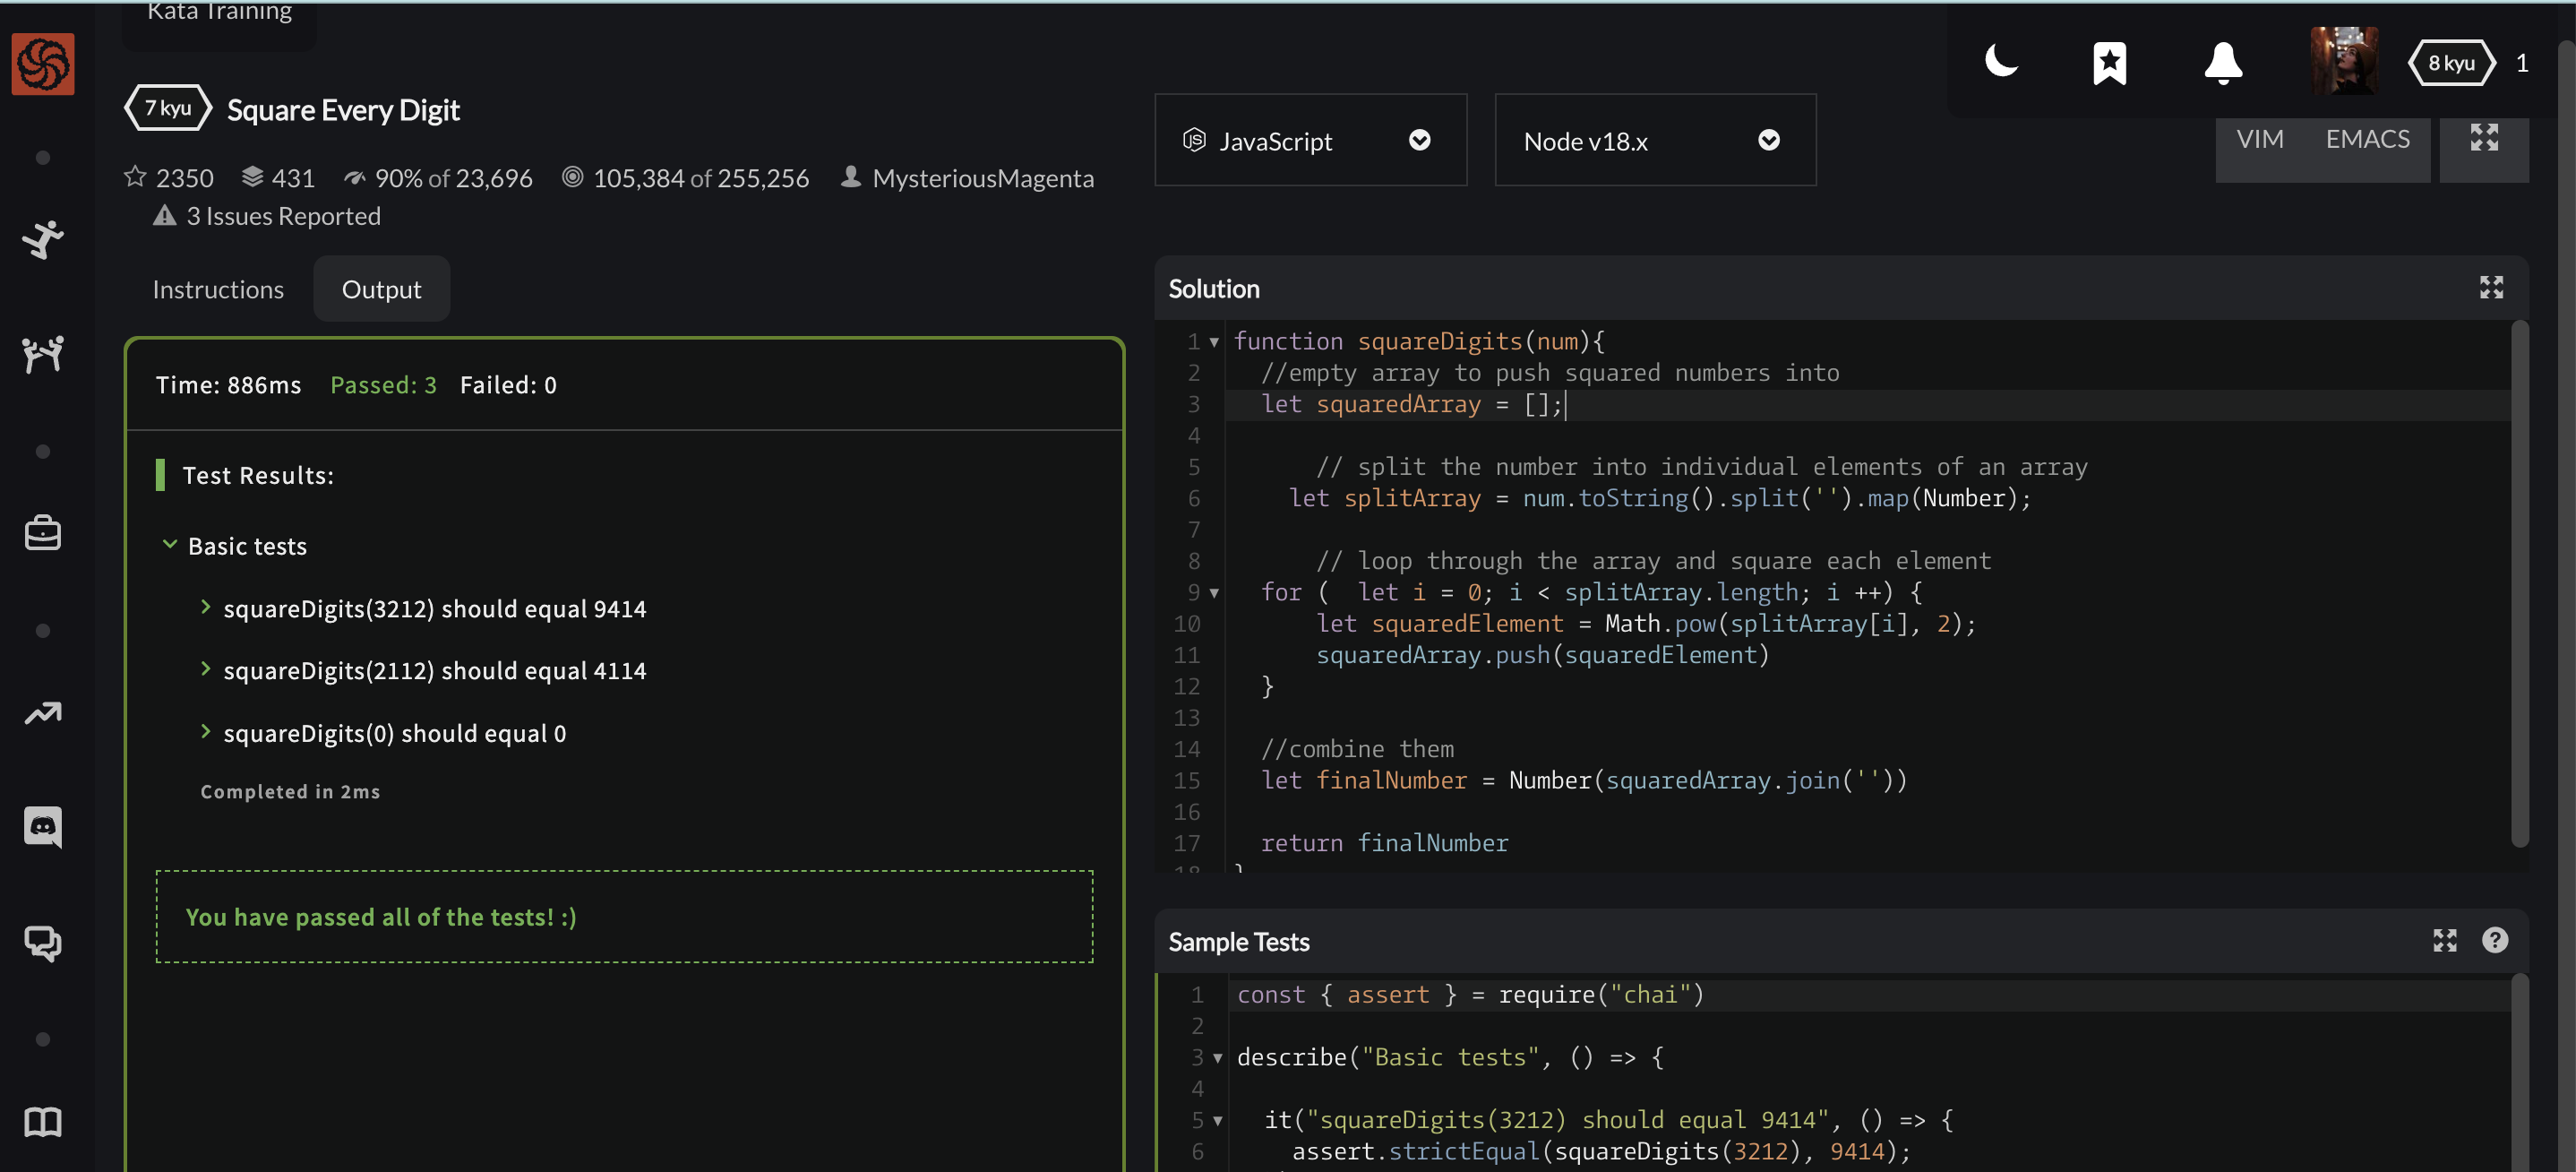 Kata Training
7 kyu Square Every Digit
2350 431 90% of 23,696 105,384 of 255,256 MysteriousMagenta
3 Issues Reported
Instructions Output
Time: 886ms Passed: 3 Failed: 0
Test Results:
Basic tests
squareDigits(3212) should equal 9414
squareDigits(2112) should equal 4114
squareDigits(0) should equal 0
Completed in 2ms
You have passed all of the tests! :)
8 kyu 1
JS JavaScript Node v18.x VIM EMACS
Solution
1 function squareDigits(num){
2 //empty array to push squared numbers into
3 let squaredArray = [];
4
5 // split the number into individual elements of an array
6 let splitArray = num.toString().split('').map(Number);
7
8 // loop through the array and square each element
9 for (  let i = 0; i < splitArray.length; i ++) {
10 let squaredElement = Math.pow(splitArray[i], 2);
11 squaredArray.push(squaredElement)
12 }
13
14 //combine them
15 let finalNumber = Number(squaredArray.join(''))
16
17 return finalNumber
18 }
Sample Tests
1 const { assert } = require("chai")
2
3 describe("Basic tests", () => {
4
5 it("squareDigits(3212) should equal 9414", () => {
6 assert.strictEqual(squareDigits(3212), 9414);